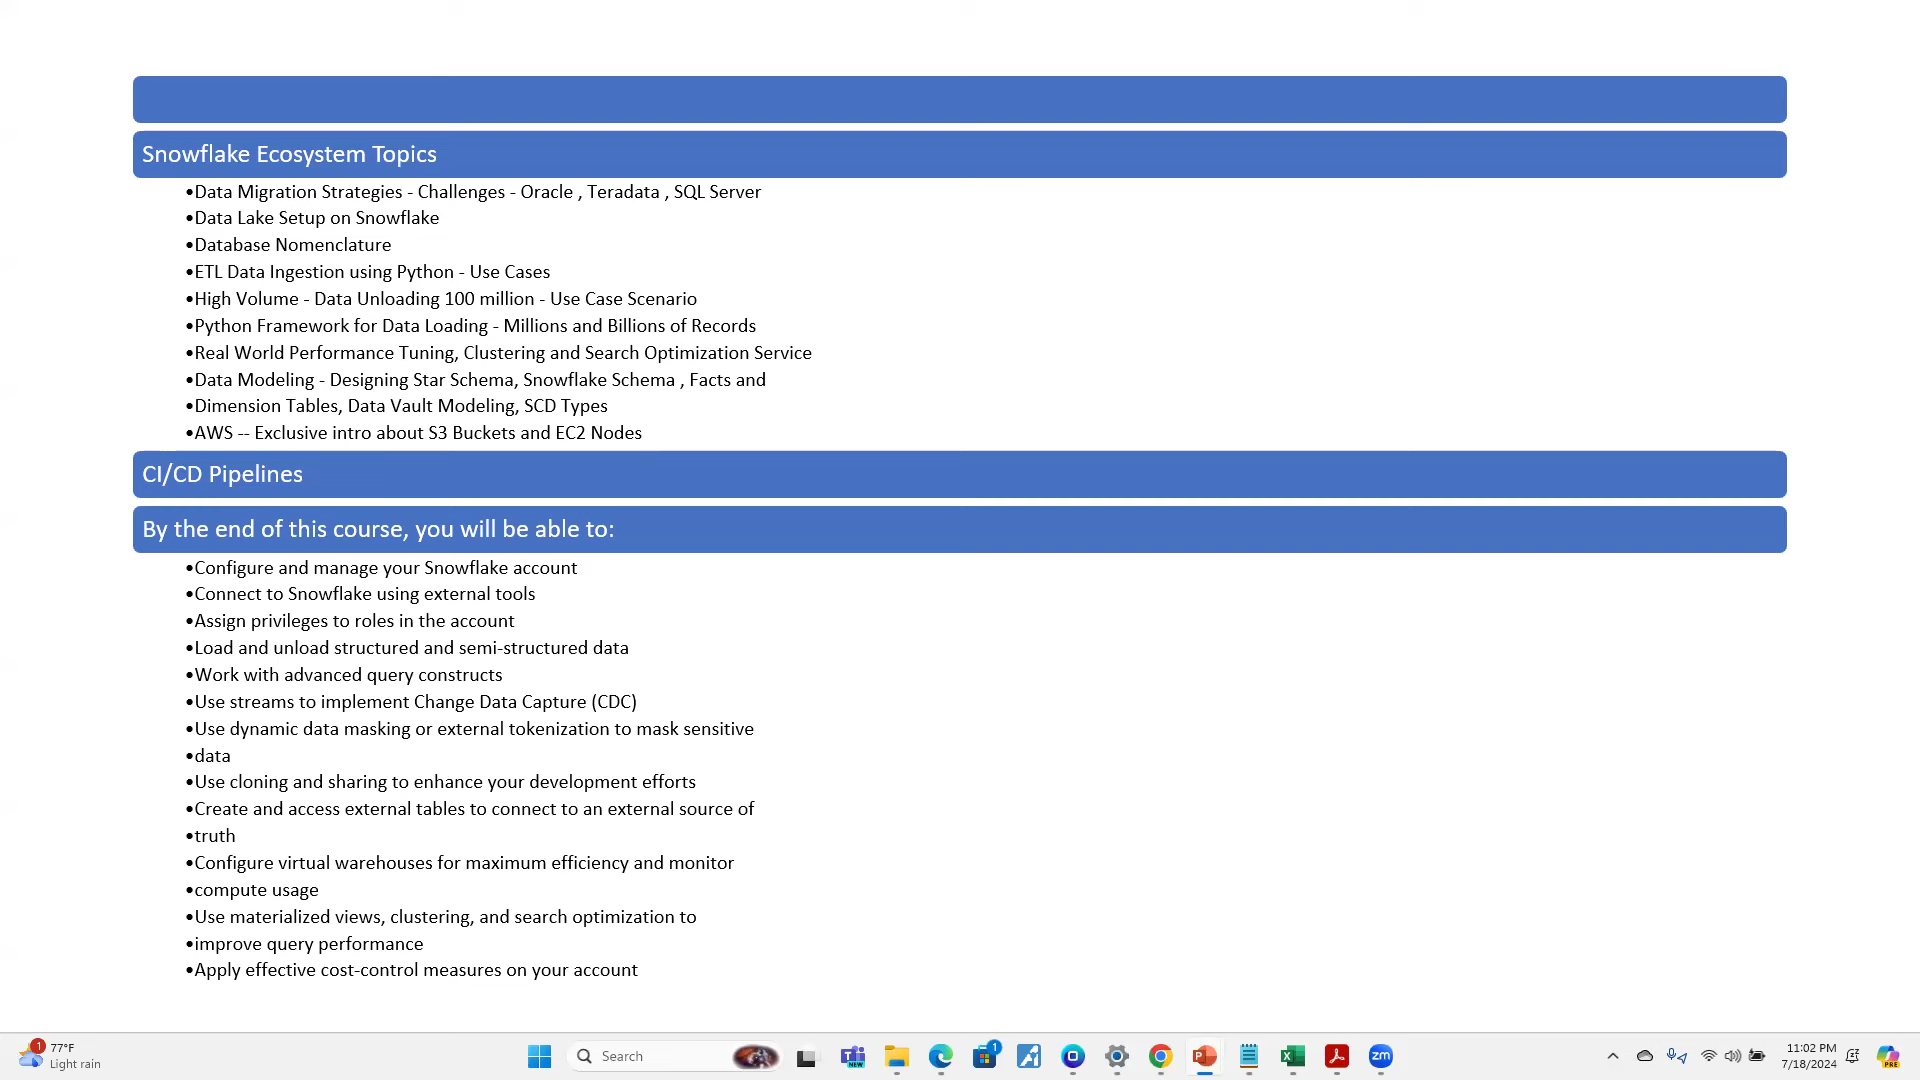 Snowflake Ecosystem Topics
•Data Migration Strategies - Challenges - Oracle , Teradata , SQL Server
•Data Lake Setup on Snowflake
•Database Nomenclature
•ETL Data Ingestion using Python - Use Cases
•High Volume - Data Unloading 100 million - Use Case Scenario
•Python Framework for Data Loading - Millions and Billions of Records
•Real World Performance Tuning, Clustering and Search Optimization Service
•Data Modeling - Designing Star Schema, Snowflake Schema , Facts and
•Dimension Tables, Data Vault Modeling, SCD Types
•AWS -- Exclusive intro about S3 Buckets and EC2 Nodes
CI/CD Pipelines
By the end of this course, you will be able to:
•Configure and manage your Snowflake account
•Connect to Snowflake using external tools
•Assign privileges to roles in the account
•Load and unload structured and semi-structured data
•Work with advanced query constructs
•Use streams to implement Change Data Capture (CDC)
•Use dynamic data masking or external tokenization to mask sensitive
•data
•Use cloning and sharing to enhance your development efforts
•Create and access external tables to connect to an external source of
•truth
•Configure virtual warehouses for maximum efficiency and monitor
•compute usage
•Use materialized views, clustering, and search optimization to
•improve query performance
•Apply effective cost-control measures on your account
1
77°F
Light rain
Search
NEW
1
zm
11:02 PM
7/18/2024
PRE